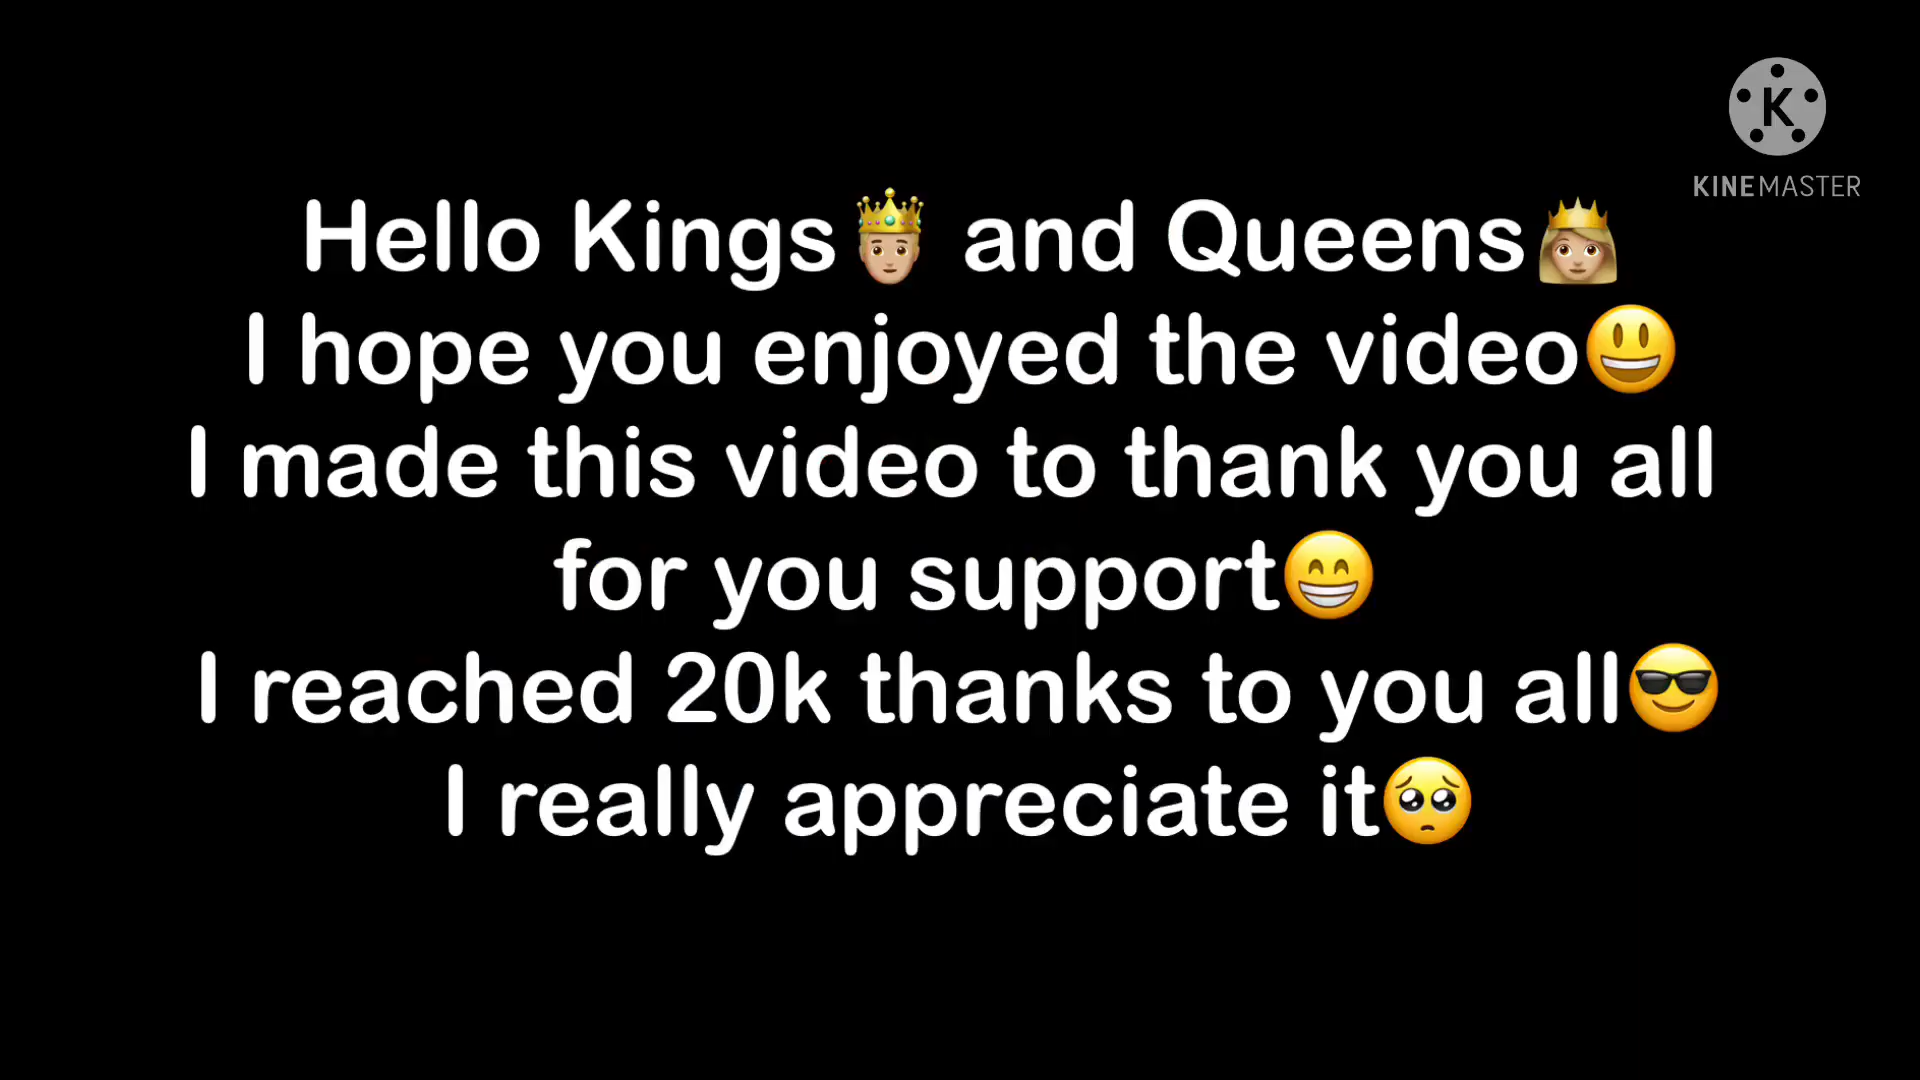 K
KINEMASTER
Hello Kings🤴🏼 and Queens👸🏼
I hope you enjoyed the video😃
I made this video to thank you all
for you support😁
I reached 20k thanks to you all😎
I really appreciate it🥺